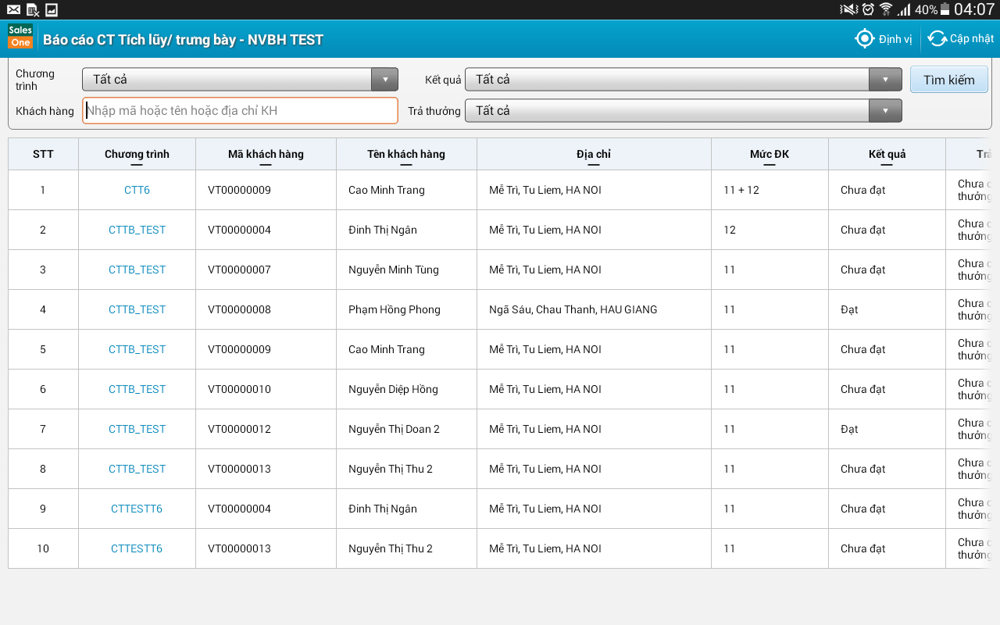 40% 04:07
Sales One Báo cáo CT Tích lũy/ trưng bày - NVBH TEST Định vị Cập nhật
Chương trình Tất cả Kết quả Tất cả Tìm kiếm
Khách hàng Nhập mã hoặc tên hoặc địa chỉ KH Trả thưởng Tất cả
STT Chương trình Mã khách hàng Tên khách hàng Địa chỉ Mức ĐK Kết quả
1 CTT6 VT00000009 Cao Minh Trang Mễ Trì, Tu Liem, HA NOI 11 + 12 Chưa đạt Chưa thưởng
2 CTTB_TEST VT00000004 Đinh Thị Ngân Mễ Trì, Tu Liem, HA NOI 12 Chưa đạt Chưa thưởng
3 CTTB_TEST VT00000007 Nguyễn Minh Tùng Mễ Trì, Tu Liem, HA NOI 11 Chưa đạt Chưa thưởng
4 CTTB_TEST VT00000008 Phạm Hồng Phong Ngã Sáu, Chau Thanh, HAU GIANG 11 Đạt Chưa thưởng
5 CTTB_TEST VT00000009 Cao Minh Trang Mễ Trì, Tu Liem, HA NOI 11 Chưa đạt Chưa thưởng
6 CTTB_TEST VT00000010 Nguyễn Diệp Hồng Mễ Trì, Tu Liem, HA NOI 11 Chưa đạt Chưa thưởng
7 CTTB_TEST VT00000012 Nguyễn Thị Doan 2 Mễ Trì, Tu Liem, HA NOI 11 Đạt Chưa thưởng
8 CTTB_TEST VT00000013 Nguyễn Thị Thu 2 Mễ Trì, Tu Liem, HA NOI 11 Chưa đạt Chưa thưởng
9 CTTESTT6 VT00000004 Đinh Thị Ngân Mễ Trì, Tu Liem, HA NOI 11 Chưa đạt Chưa thưởng
10 CTTESTT6 VT00000013 Nguyễn Thị Thu 2 Mễ Trì, Tu Liem, HA NOI 11 Chưa đạt Chưa thưởng